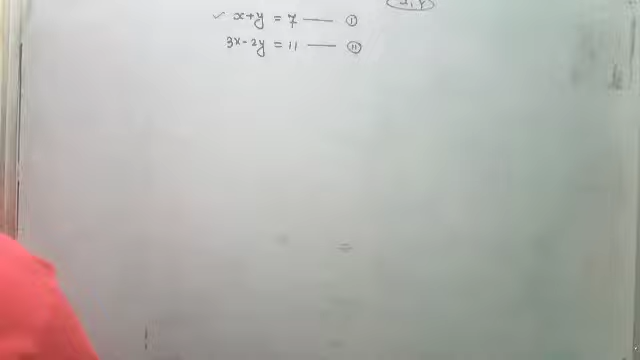 x, y
✓ x+y = 7 —— ①
3x-2y = 11 —— ⑪